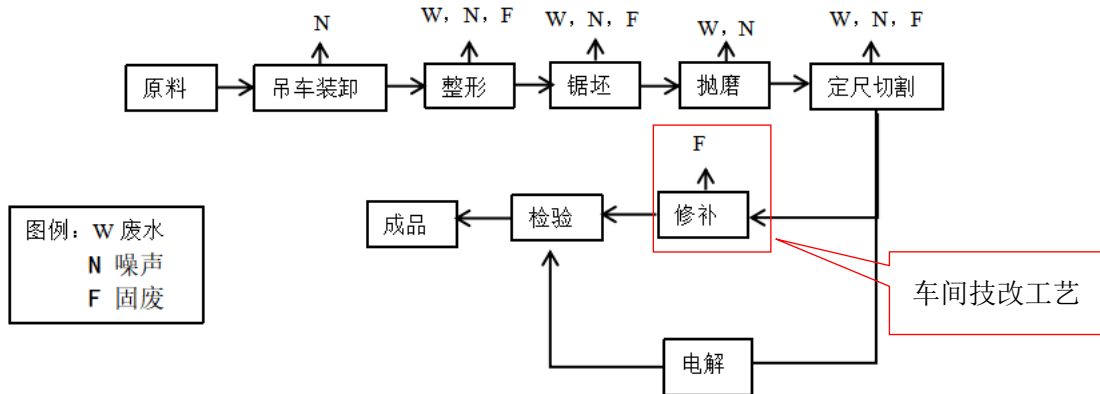 N
W，N，F
W，N，F
W，N
W，N，F
原料
吊车装卸
整形
锯坯
抛磨
定尺切割
F
成品
检验
修补
图例：W 废水
N 噪声
F 固废
车间技改工艺
电解